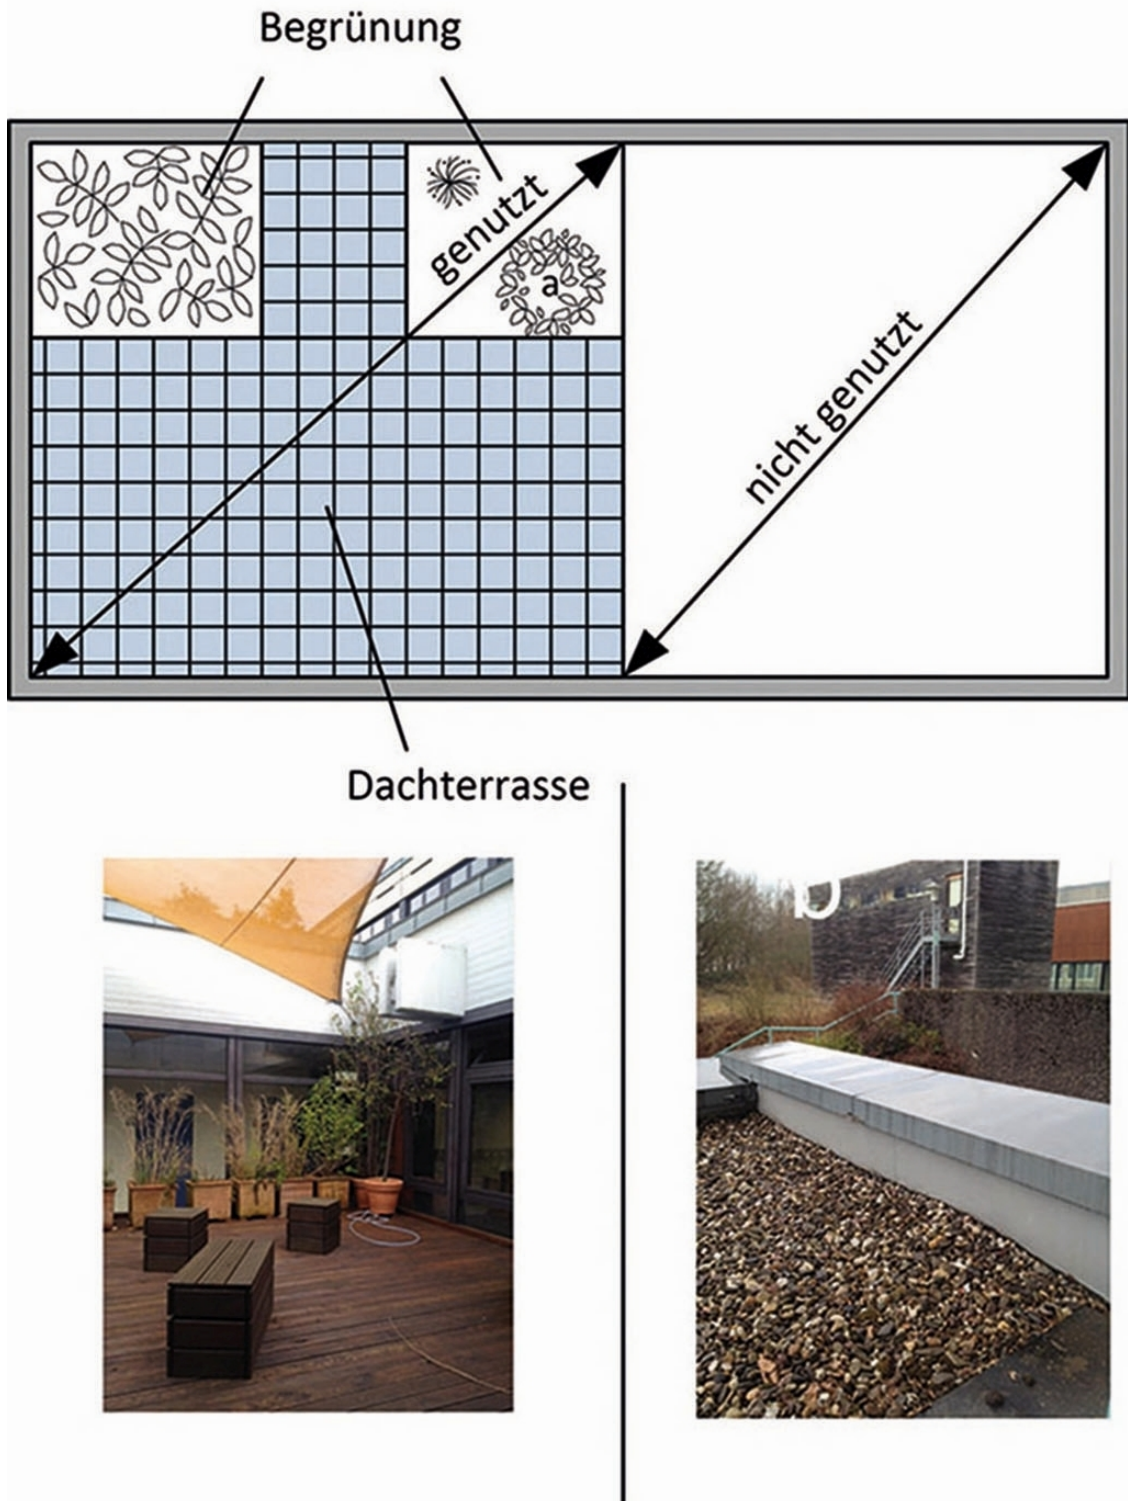 Begrünung
genutzt
a
nicht genutzt
Dachterrasse
b